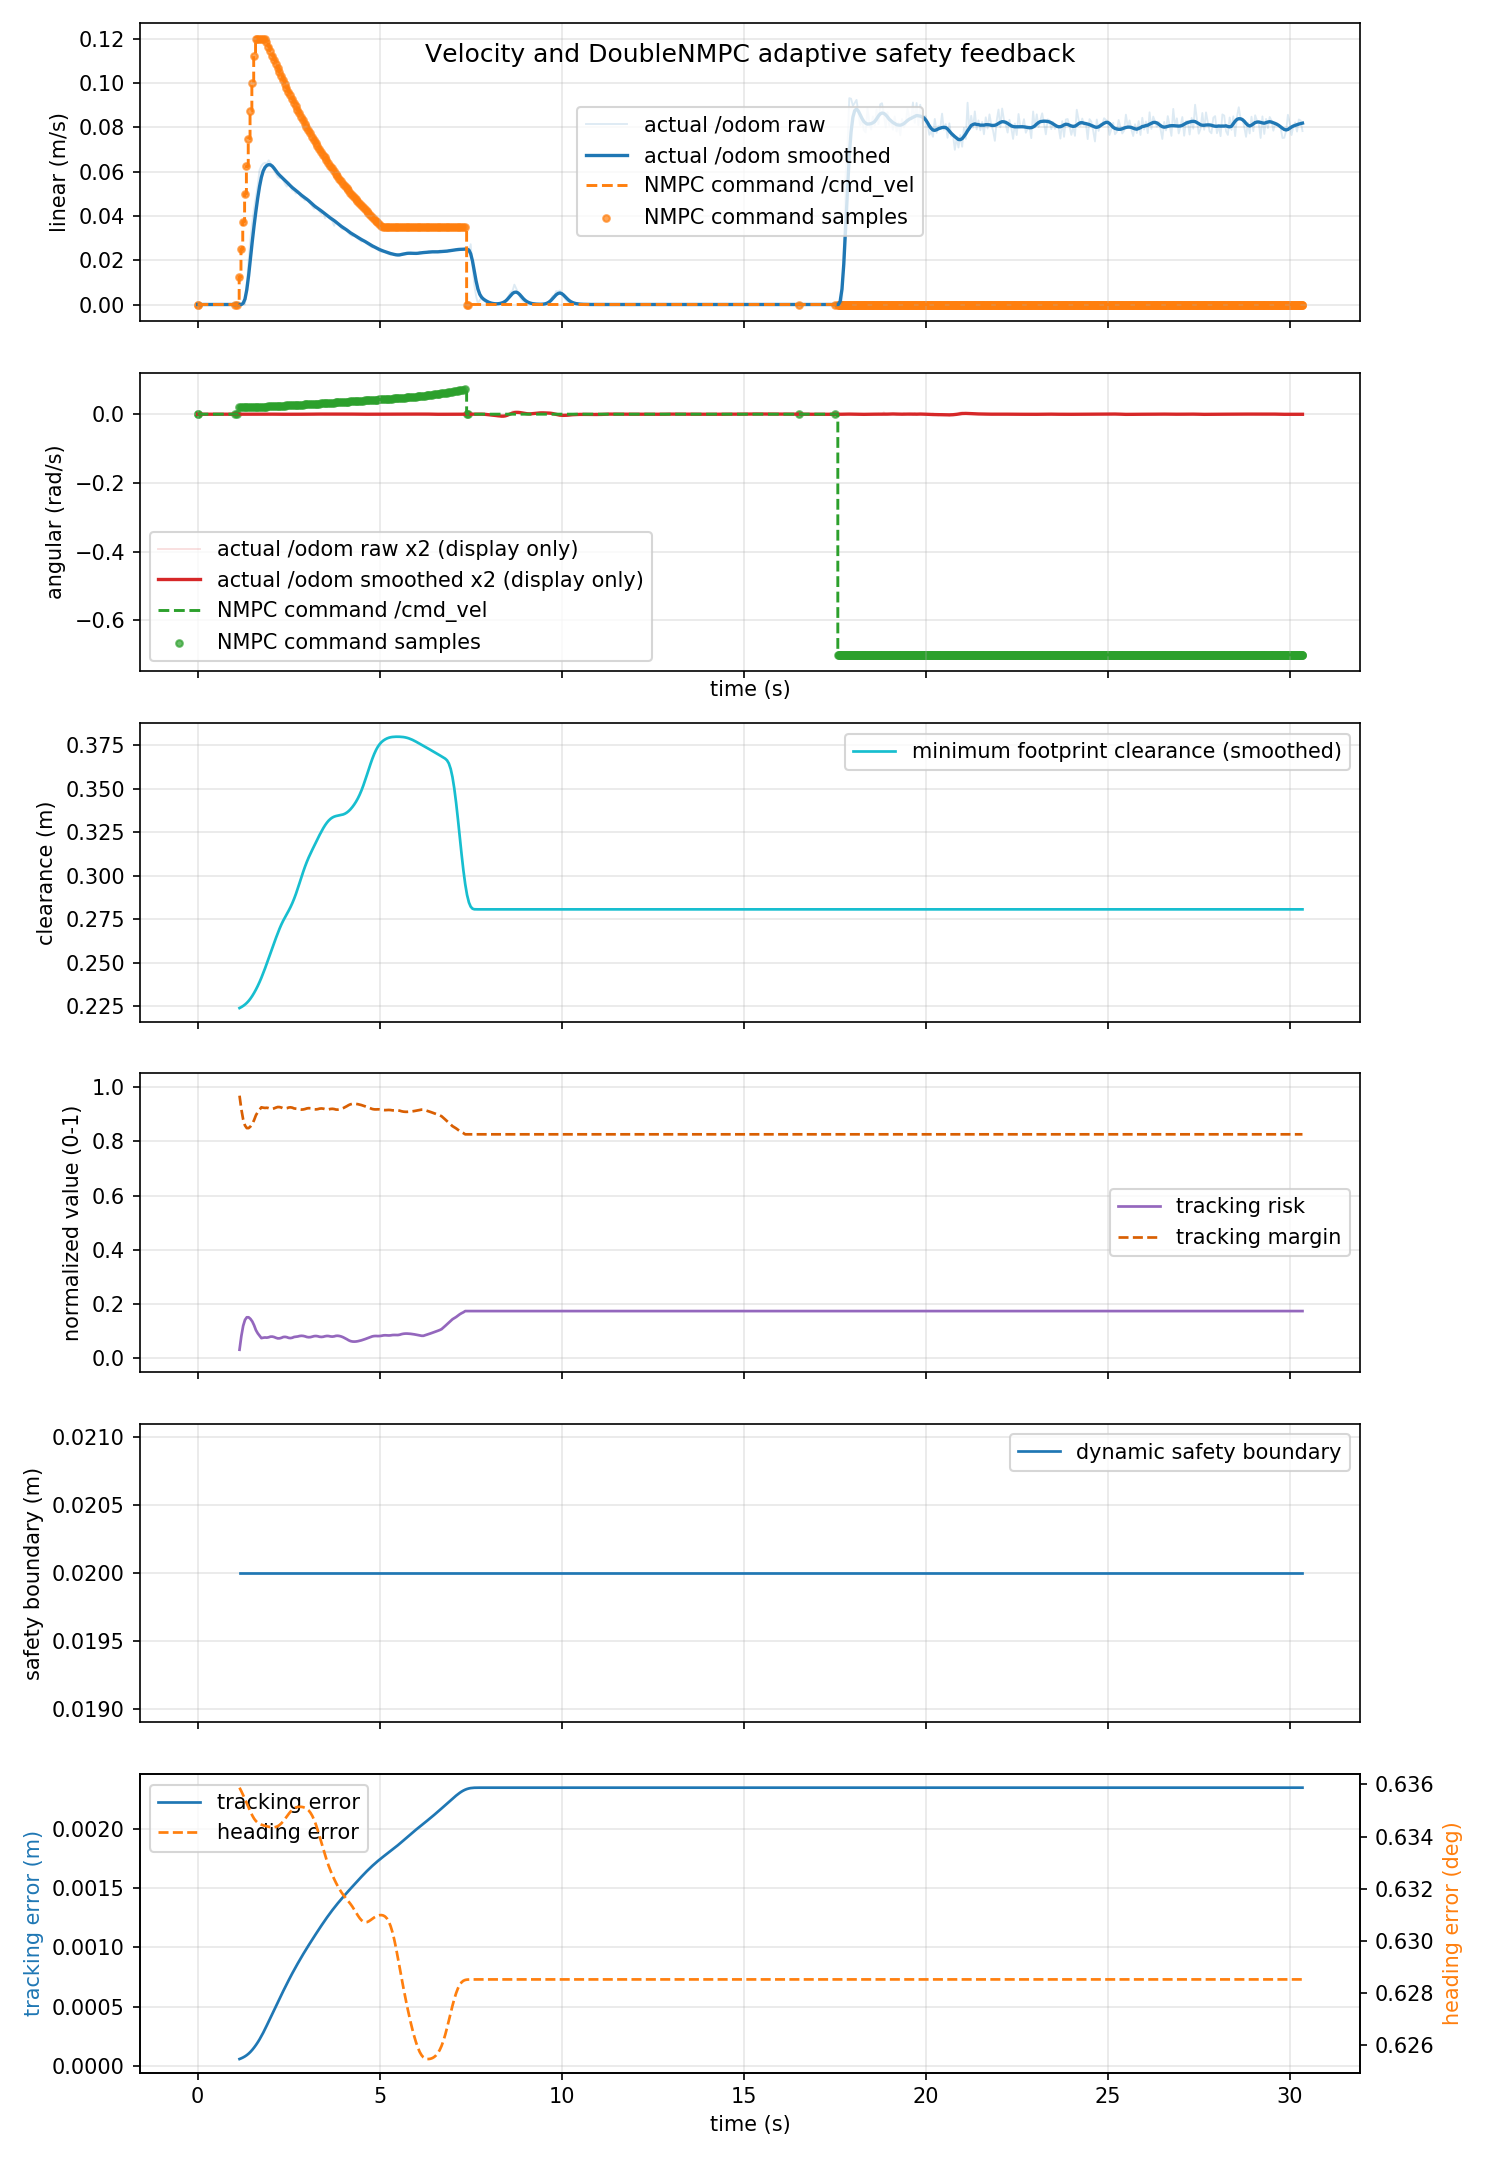 Velocity and DoubleNMPC adaptive safety feedback
linear (m/s)
0.12
0.10
0.08
0.06
0.04
0.02
0.00
actual /odom raw
actual /odom smoothed
NMPC command /cmd_vel
NMPC command samples
angular (rad/s)
0.0
−0.2
−0.4
−0.6
actual /odom raw x2 (display only)
actual /odom smoothed x2 (display only)
NMPC command /cmd_vel
NMPC command samples
time (s)
clearance (m)
0.375
0.350
0.325
0.300
0.275
0.250
0.225
minimum footprint clearance (smoothed)
normalized value (0-1)
1.0
0.8
0.6
0.4
0.2
0.0
tracking risk
tracking margin
safety boundary (m)
0.0210
0.0205
0.0200
0.0195
0.0190
dynamic safety boundary
tracking error (m)
0.0020
0.0015
0.0010
0.0005
0.0000
tracking error
heading error
0.636
0.634
0.632
0.630
0.628
0.626
heading error (deg)
0 5 10 15 20 25 30
time (s)